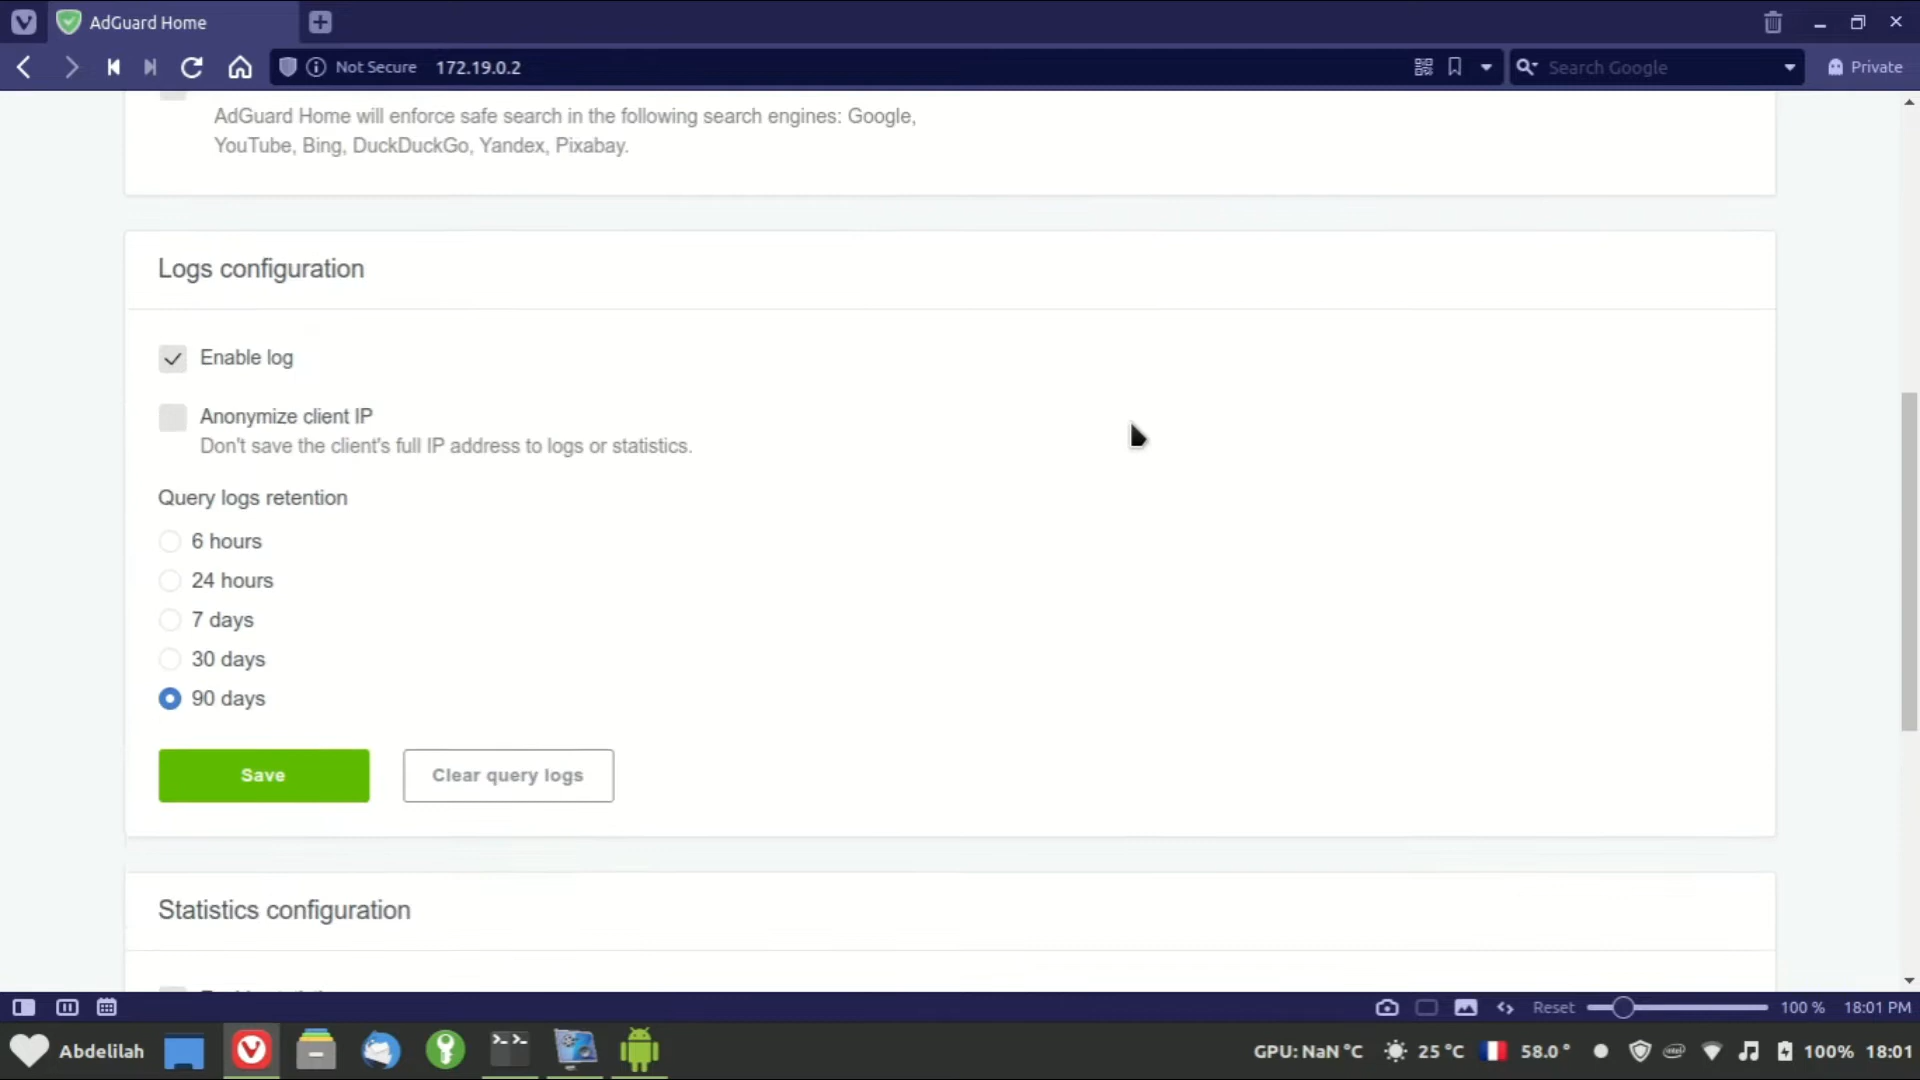 AdGuard Home
Not Secure 172.19.0.2
Search Google
Private
AdGuard Home will enforce safe search in the following search engines: Google,
YouTube, Bing, DuckDuckGo, Yandex, Pixabay.
Logs configuration
Enable log
Anonymize client IP
Don't save the client's full IP address to logs or statistics.
Query logs retention
6 hours
24 hours
7 days
30 days
90 days
Save
Clear query logs
Statistics configuration
Reset
100 %
18:01 PM
Abdelilah
GPU: NaN °C
25 °C
58.0 °
intel
100%
18:01